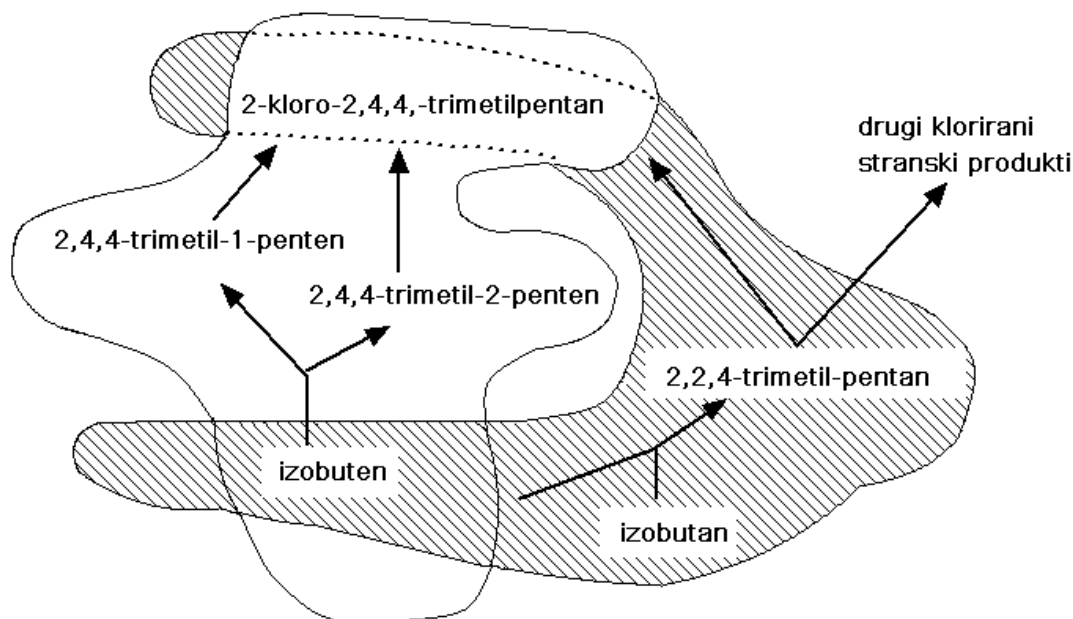 2-kloro-2,4,4,-trimetilpentan
drugi klorirani
stranski produkti
2,4,4-trimetil-1-penten
2,4,4-trimetil-2-penten
2,2,4-trimetil-pentan
izobuten
izobutan